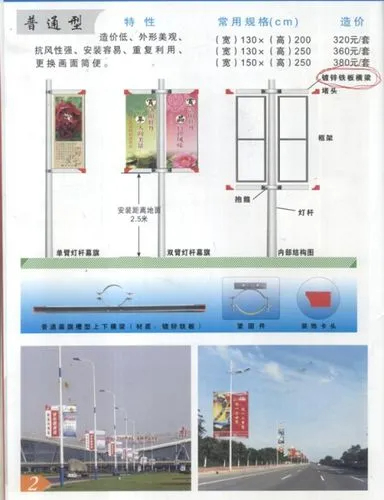 普通型
特性
常用规格(cm)
造价
造价低、外形美观、
抗风性强、安装容易、重复利用、
更换画面简便。
(宽)130×(高)200 320元/套
(宽)130×(高)250 360元/套
(宽)150×(高)250 380元/套
镀锌铁板横梁
堵头
框架
抱箍
灯杆
安装距离地面
2.5米
单臂灯杆幕旗
双臂灯杆幕旗
内部结构图
普通幕旗槽型上下横梁(材质:镀锌铁板)
紧固件
装饰卡头
2